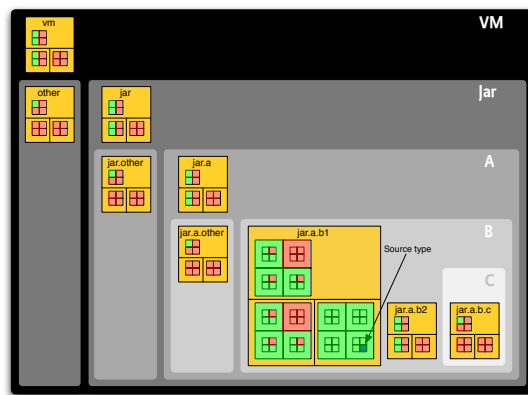 VM
vm
Jar
other
jar
A
jar.other
jar.a
B
jar.a.other
jar.a.b1
Source type
C
jar.a.b2
jar.a.b.c